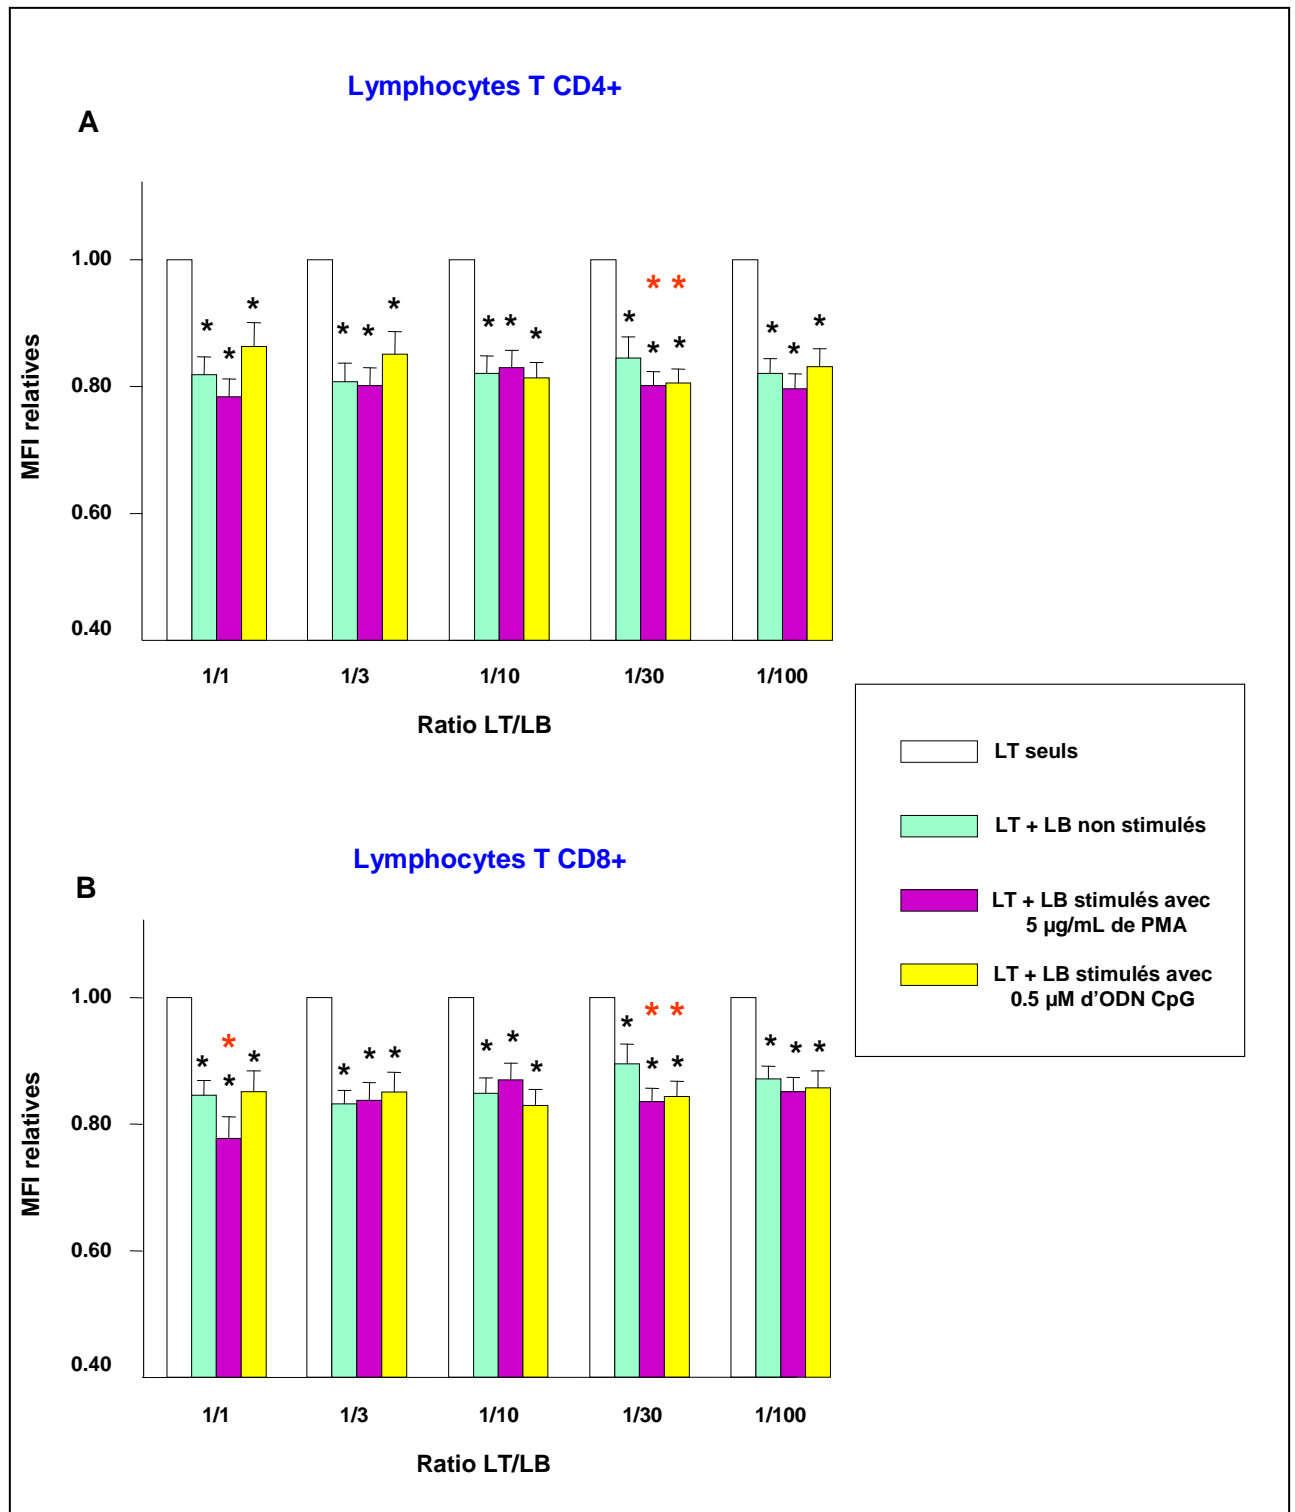 Lymphocytes T CD4+
A
MFI relatives
1.00
0.80
0.60
0.40
* * * * * * * * * * * * * * * * *
1/1 1/3 1/10 1/30 1/100
Ratio LT/LB
LT seuls
LT + LB non stimulés
LT + LB stimulés avec
5 µg/mL de PMA
LT + LB stimulés avec
0.5 µM d'ODN CpG
Lymphocytes T CD8+
B
MFI relatives
1.00
0.80
0.60
0.40
* * * * * * * * * * * * * * * * * *
1/1 1/3 1/10 1/30 1/100
Ratio LT/LB